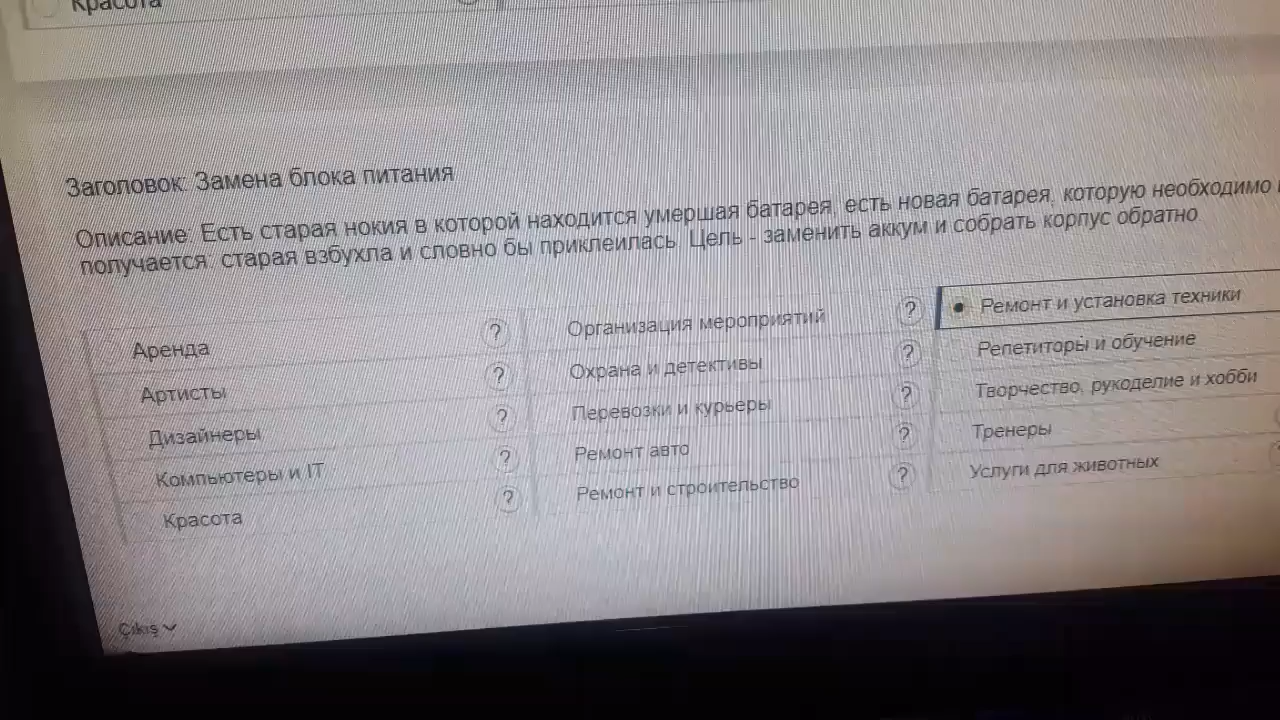 Красота
Заголовок: Замена блока питания
Описание: Есть старая нокия в которой находится умершая батарея, есть новая батарея, которую необходимо
получается: старая взбухла и словно бы приклеилась. Цель - заменить аккум и собрать корпус обратно.
Аренда ?
Артисты ?
Дизайнеры ?
Компьютеры и IT ?
Красота ?
Организация мероприятий ?
Охрана и детективы ?
Перевозки и курьеры ?
Ремонт авто ?
Ремонт и строительство ?
Ремонт и установка техники
Репетиторы и обучение
Творчество, рукоделие и хобби
Тренеры
Услуги для животных
Çıkış